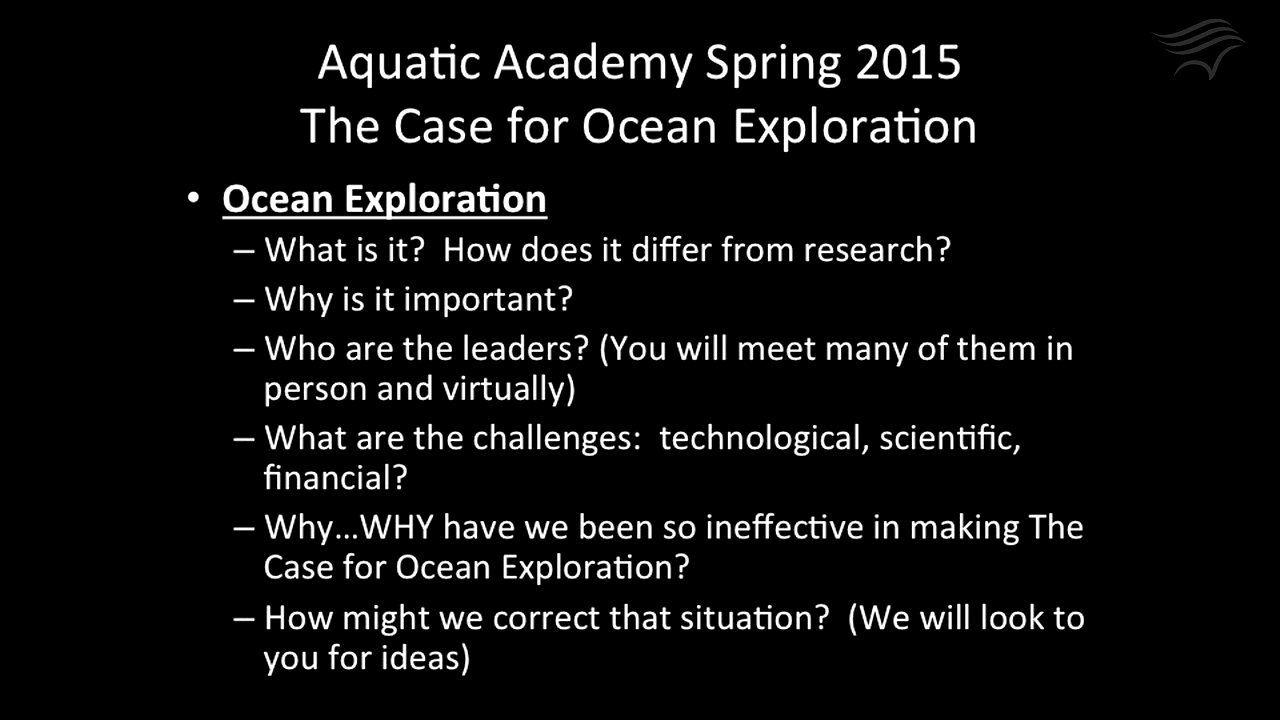 Aquatic Academy Spring 2015
The Case for Ocean Exploration
• Ocean Exploration
– What is it?  How does it differ from research?
– Why is it important?
– Who are the leaders? (You will meet many of them in
person and virtually)
– What are the challenges:  technological, scientific,
financial?
– Why…WHY have we been so ineffective in making The
Case for Ocean Exploration?
– How might we correct that situation?  (We will look to
you for ideas)